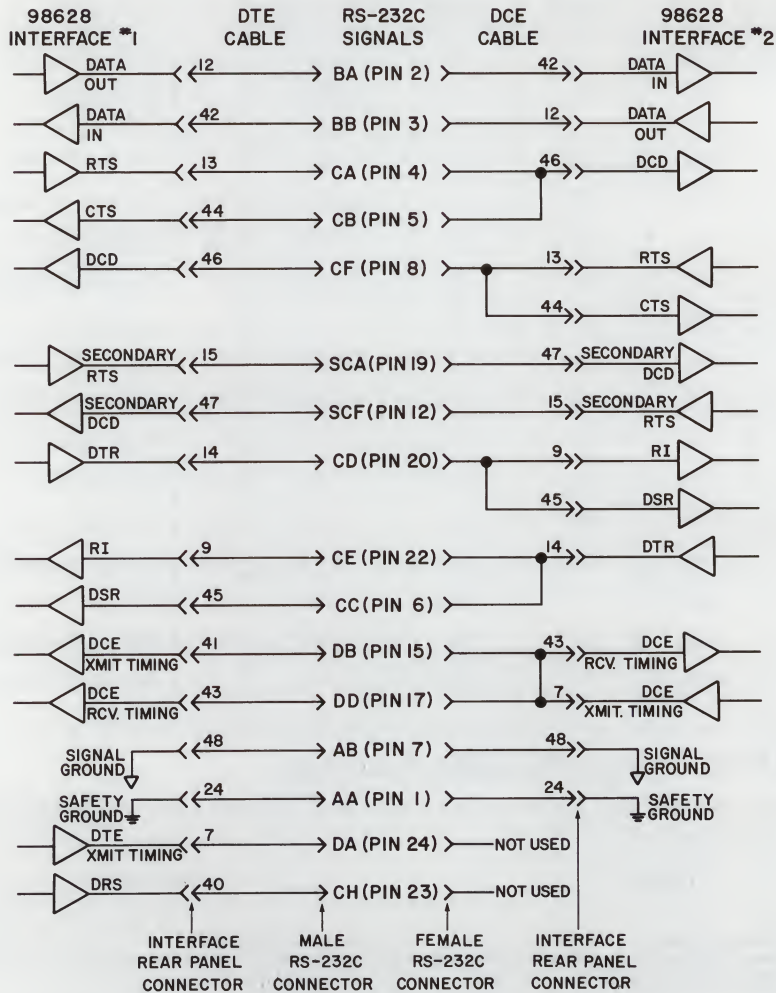 98628 DTE RS-232C DCE 98628
INTERFACE #1 CABLE SIGNALS CABLE INTERFACE #2
DATA OUT 12 BA (PIN 2) 42 DATA IN
DATA IN 42 BB (PIN 3) 12 DATA OUT
RTS 13 CA (PIN 4) 46 DCD
CTS 44 CB (PIN 5)
DCD 46 CF (PIN 8) 13 RTS
44 CTS
SECONDARY RTS 15 SCA (PIN 19) 47 SECONDARY DCD
SECONDARY DCD 47 SCF (PIN 12) 15 SECONDARY RTS
DTR 14 CD (PIN 20) 9 RI
45 DSR
RI 9 CE (PIN 22) 14 DTR
DSR 45 CC (PIN 6)
DCE XMIT TIMING 41 DB (PIN 15) 43 DCE RCV. TIMING
DCE RCV. TIMING 43 DD (PIN 17) 7 DCE XMIT. TIMING
SIGNAL GROUND 48 AB (PIN 7) 48 SIGNAL GROUND
SAFETY GROUND 24 AA (PIN 1) 24 SAFETY GROUND
DTE XMIT TIMING 7 DA (PIN 24) NOT USED
DRS 40 CH (PIN 23) NOT USED
INTERFACE MALE FEMALE INTERFACE
REAR PANEL RS-232C RS-232C REAR PANEL
CONNECTOR CONNECTOR CONNECTOR CONNECTOR